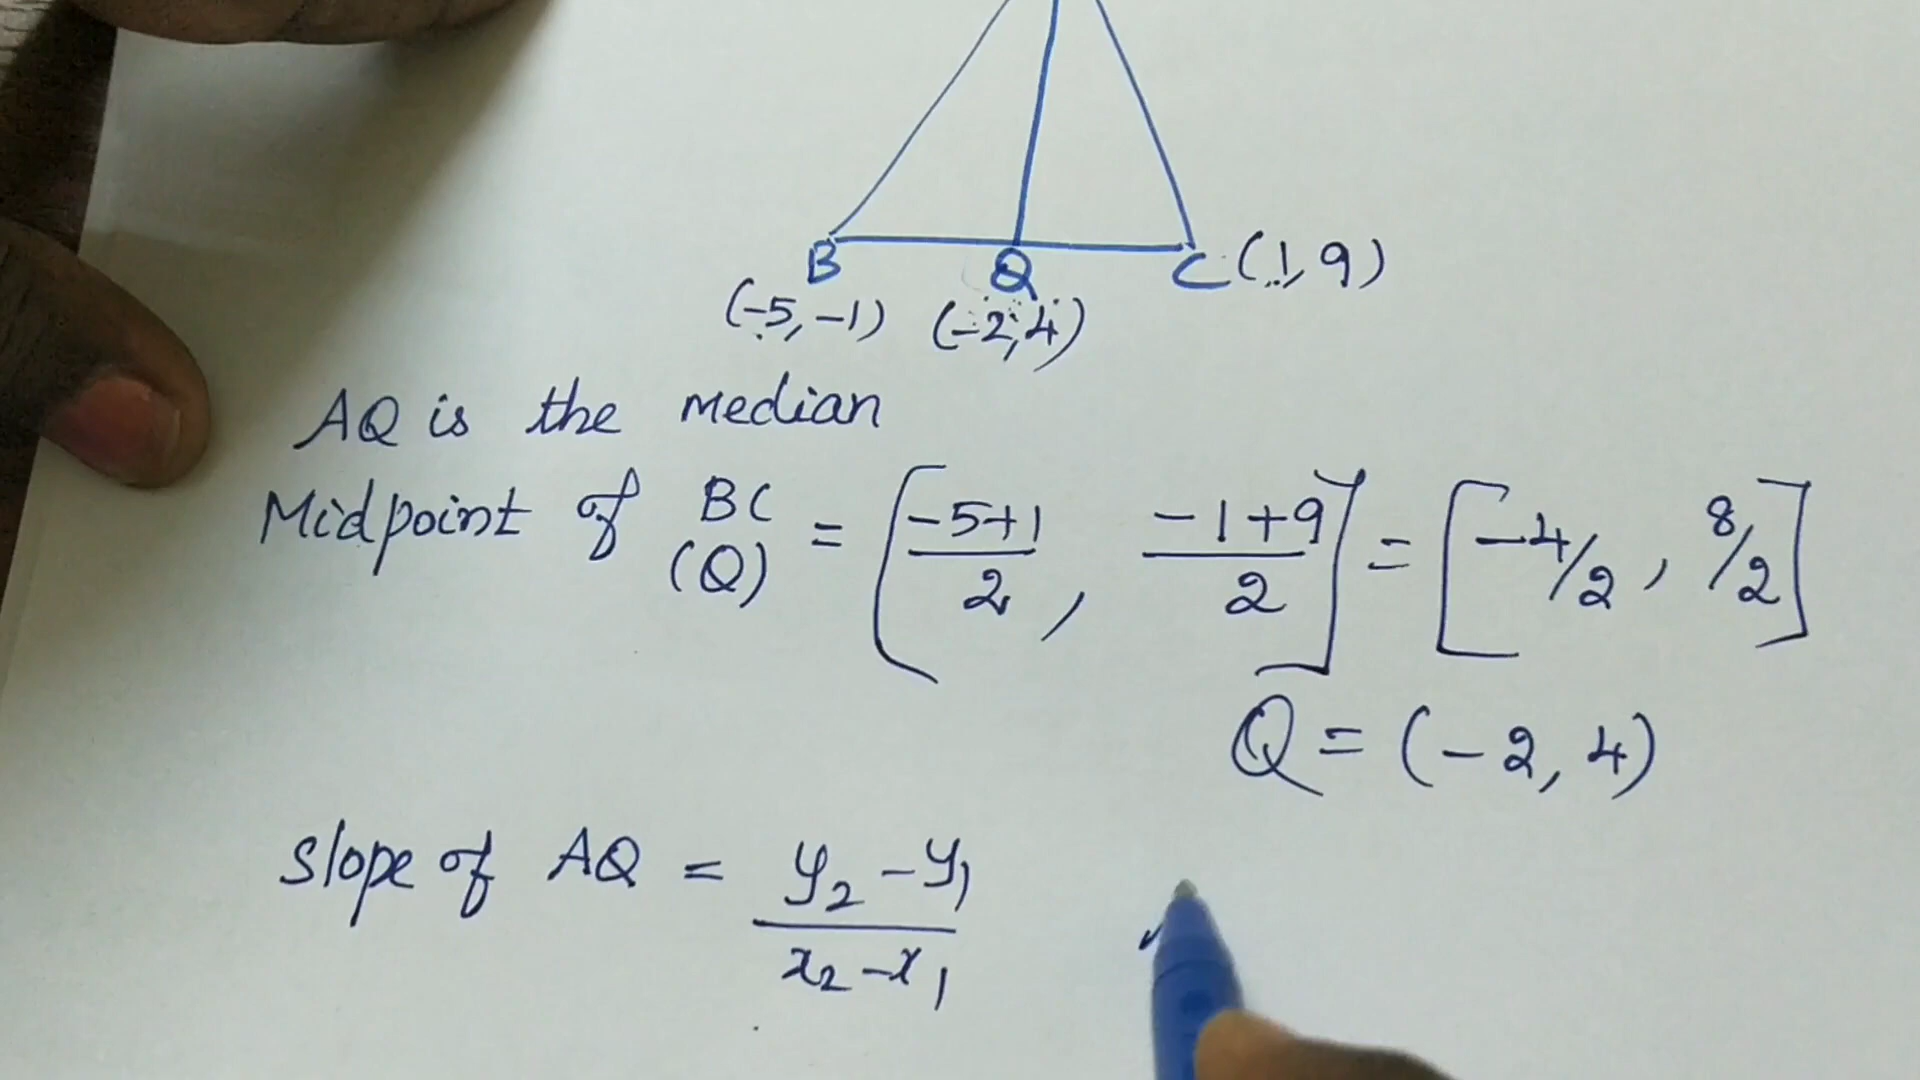 B Q C (1, 9)
(-5, -1) (-2, 4)
AQ is the median
Midpoint of BC (Q) = [(-5+1)/2, (-1+9)/2] = [-4/2, 8/2]
Q = (-2, 4)
Slope of AQ = (y₂ - y₁)/(x₂ - x₁)